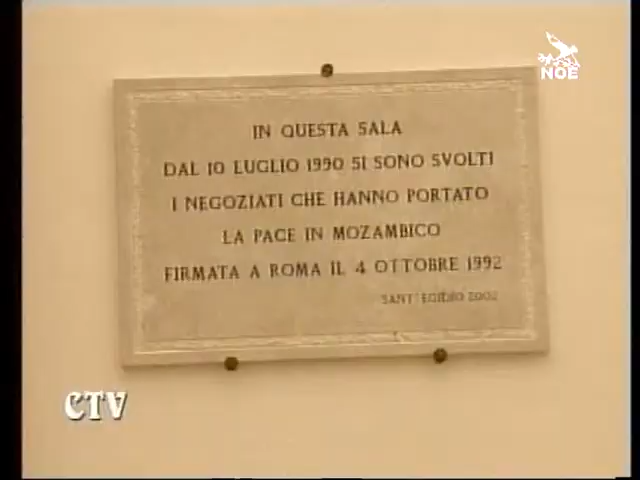 NOE
IN QUESTA SALA
DAL 10 LUGLIO 1990 SI SONO SVOLTI
I NEGOZIATI CHE HANNO PORTATO
LA PACE IN MOZAMBICO
FIRMATA A ROMA IL 4 OTTOBRE 1992
SANT'EGIDIO 2002
CTV